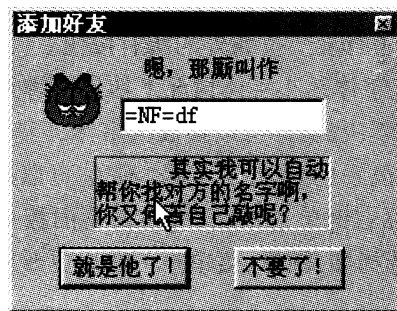 添加好友
嗯，那厮叫作
=NF=df
其实我可以自动
帮你找对方的名字啊，
你又何苦自己敲呢？
就是他了！
不要了！